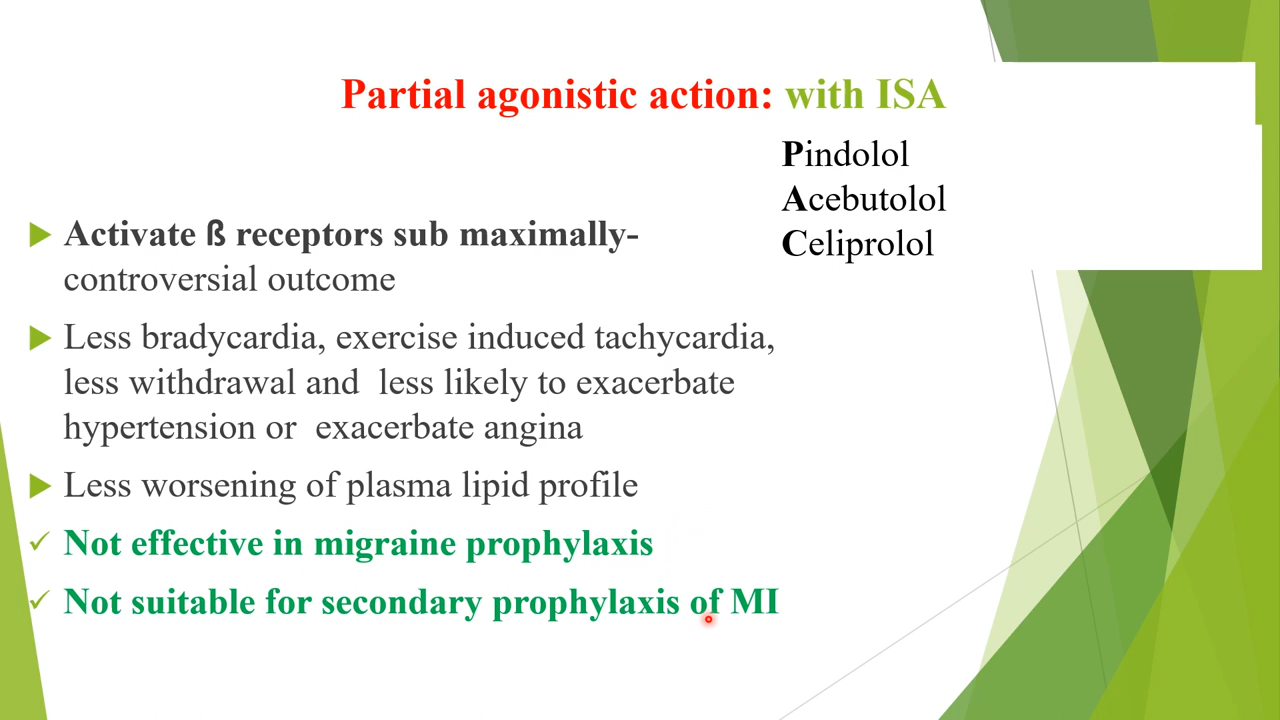 Partial agonistic action: with ISA
Pindolol
Acebutolol
Celiprolol
Activate ß receptors sub maximally-
controversial outcome
Less bradycardia, exercise induced tachycardia,
less withdrawal and less likely to exacerbate
hypertension or exacerbate angina
Less worsening of plasma lipid profile
Not effective in migraine prophylaxis
Not suitable for secondary prophylaxis of MI